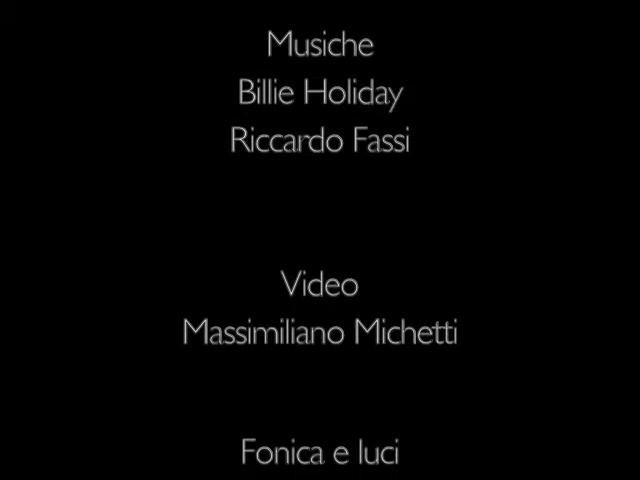 Musiche
Billie Holiday
Riccardo Fassi
Video
Massimiliano Michetti
Fonica e luci